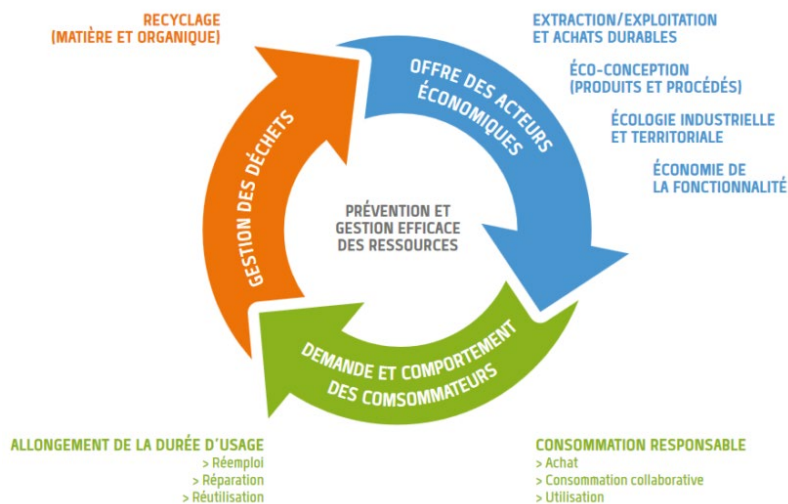 RECYCLAGE
(MATIÈRE ET ORGANIQUE)
EXTRACTION/EXPLOITATION
ET ACHATS DURABLES
ÉCO-CONCEPTION
(PRODUITS ET PROCÉDÉS)
ÉCOLOGIE INDUSTRIELLE
ET TERRITORIALE
ÉCONOMIE DE
LA FONCTIONNALITÉ
OFFRE DES ACTEURS
ÉCONOMIQUES
GESTION DES DÉCHETS
PRÉVENTION ET
GESTION EFFICACE
DES RESSOURCES
DEMANDE ET COMPORTEMENT
DES COMSOMMATEURS
ALLONGEMENT DE LA DURÉE D'USAGE
> Réemploi
> Réparation
> Réutilisation
CONSOMMATION RESPONSABLE
> Achat
> Consommation collaborative
> Utilisation